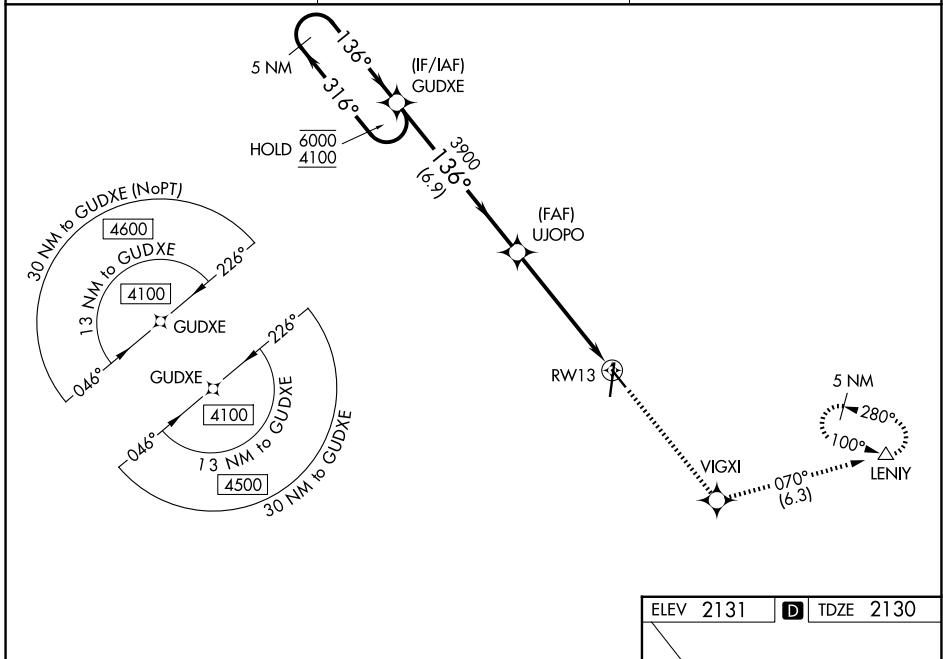 136°
5 NM
316°
(IF/IAF)
GUDXE
HOLD 6000
4100
3900
136°
(6.9)
(FAF)
UJOPO
30 NM to GUDXE (NoPT)
4600
13 NM to GUDXE
4100
226°
046°
GUDXE
GUDXE
226°
046°
4100
13 NM to GUDXE
4500
30 NM to GUDXE
RW13
5 NM
280°
100°
LENIY
VIGXI
070°
(6.3)
ELEV 2131 D TDZE 2130